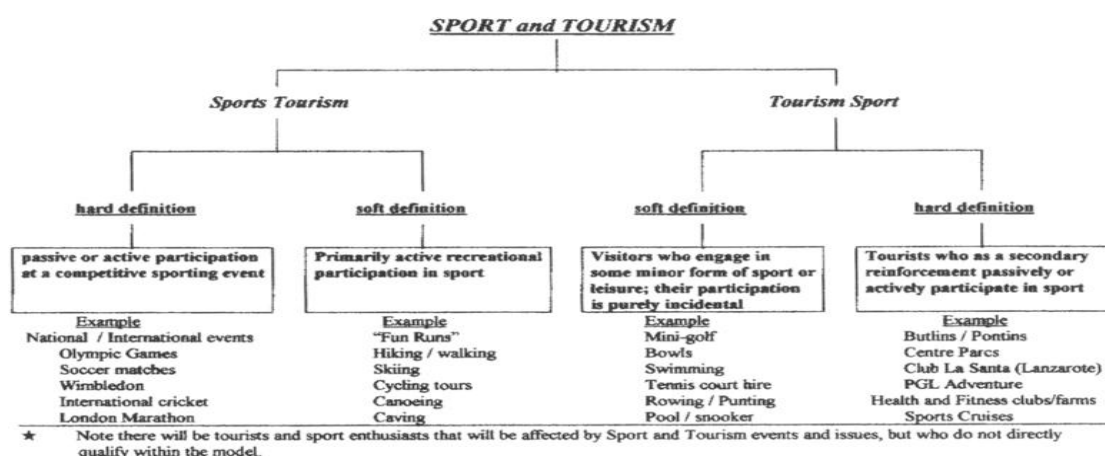 SPORT and TOURISM
Sports Tourism
Tourism Sport
hard definition
soft definition
soft definition
hard definition
passive or active participation
at a competitive sporting event
Primarily active recreational
participation in sport
Visitors who engage in
some minor form of sport or
leisure; their participation
is purely incidental
Tourists who as a secondary
reinforcement passively or
actively participate in sport
Example
National / International events
Olympic Games
Soccer matches
Wimbledon
International cricket
London Marathon
Example
"Fun Runs"
Hiking / walking
Skiing
Cycling tours
Canoeing
Caving
Example
Mini-golf
Bowls
Swimming
Tennis court hire
Rowing / Punting
Pool / snooker
Example
Butlins / Pontins
Centre Parcs
Club La Santa (Lanzarote)
PGL Adventure
Health and Fitness clubs/farms
Sports Cruises
★ Note there will be tourists and sport enthusiasts that will be affected by Sport and Tourism events and issues, but who do not directly
qualify within the model.